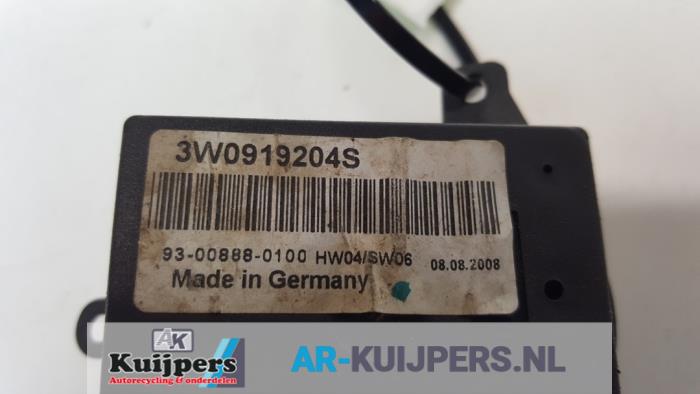 3W0919204S
93-00888-0100 HW04/SW06 08.08.2008
Made in Germany
AK
Kuijpers
Autorecycling & onderdelen
AR-KUIJPERS.NL